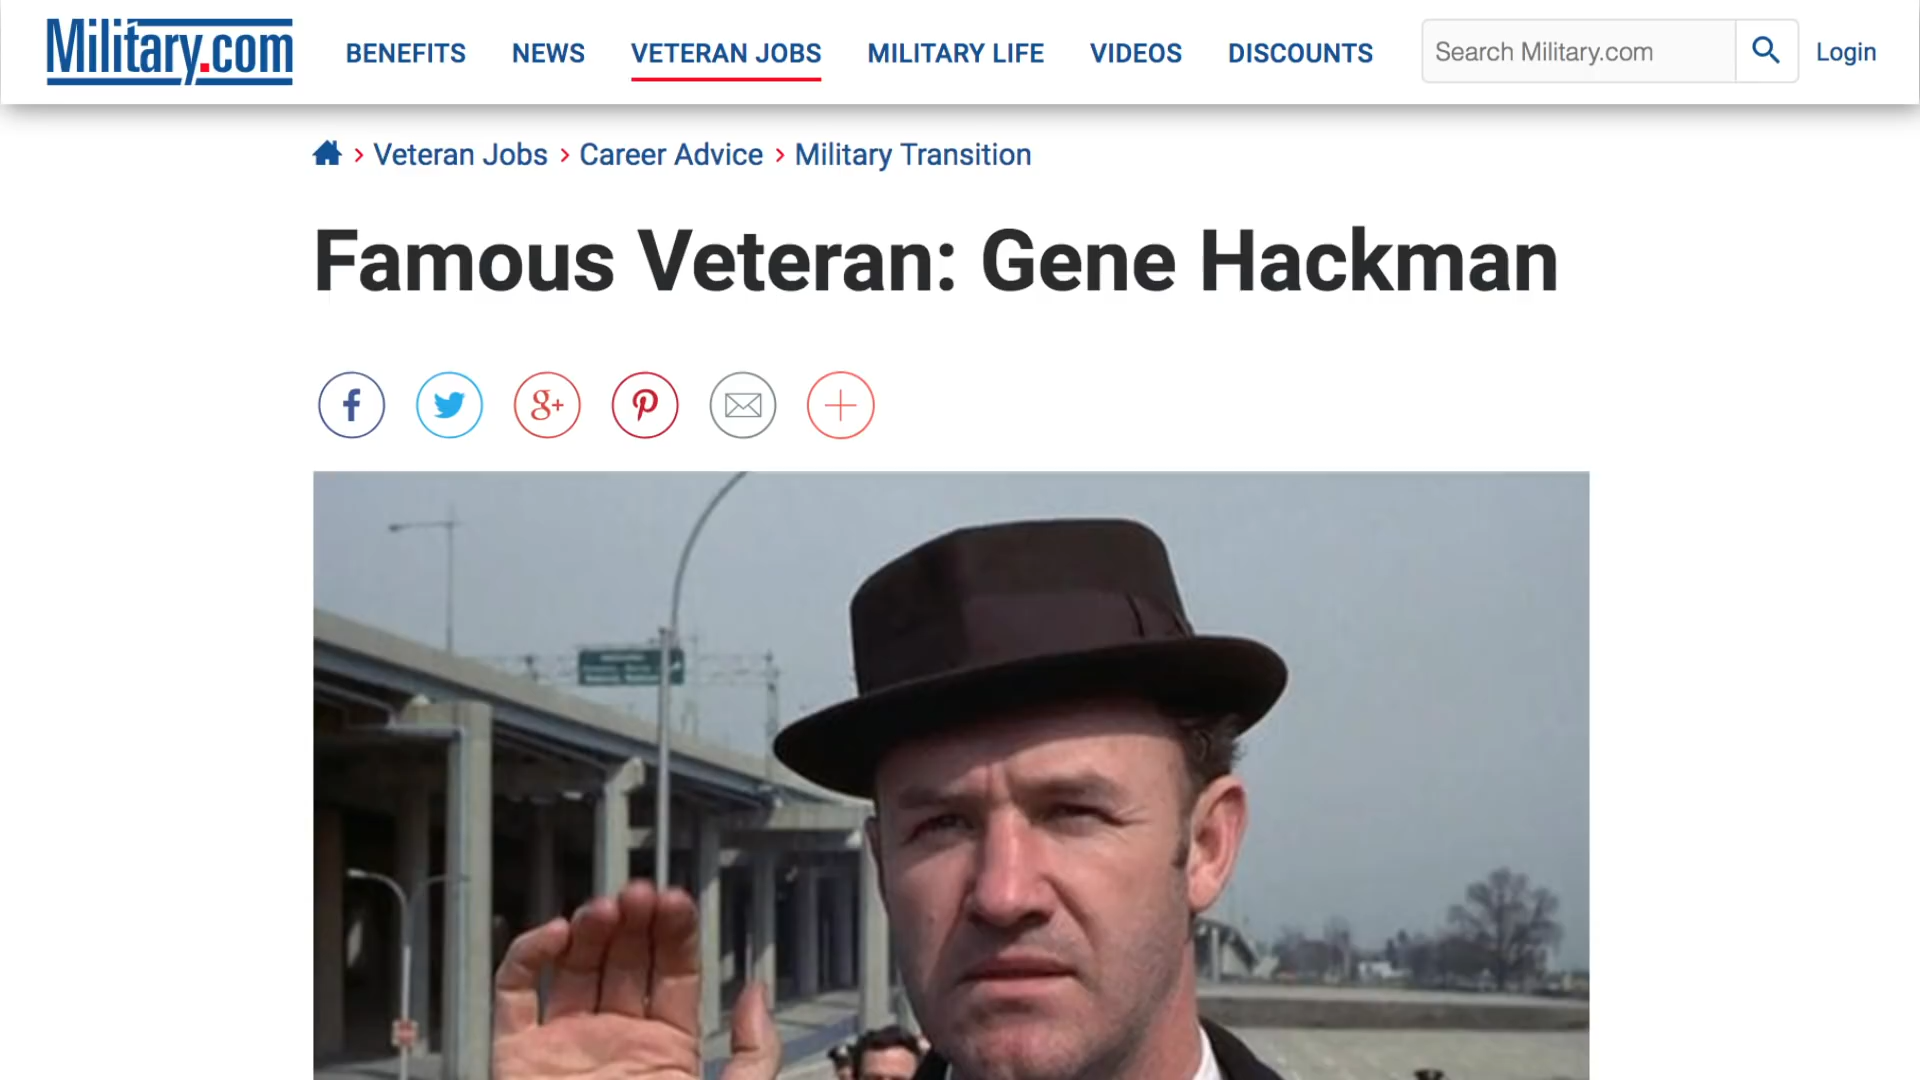 Military.com
BENEFITS NEWS VETERAN JOBS MILITARY LIFE VIDEOS DISCOUNTS Search Military.com Login
Veteran Jobs > Career Advice > Military Transition
Famous Veteran: Gene Hackman